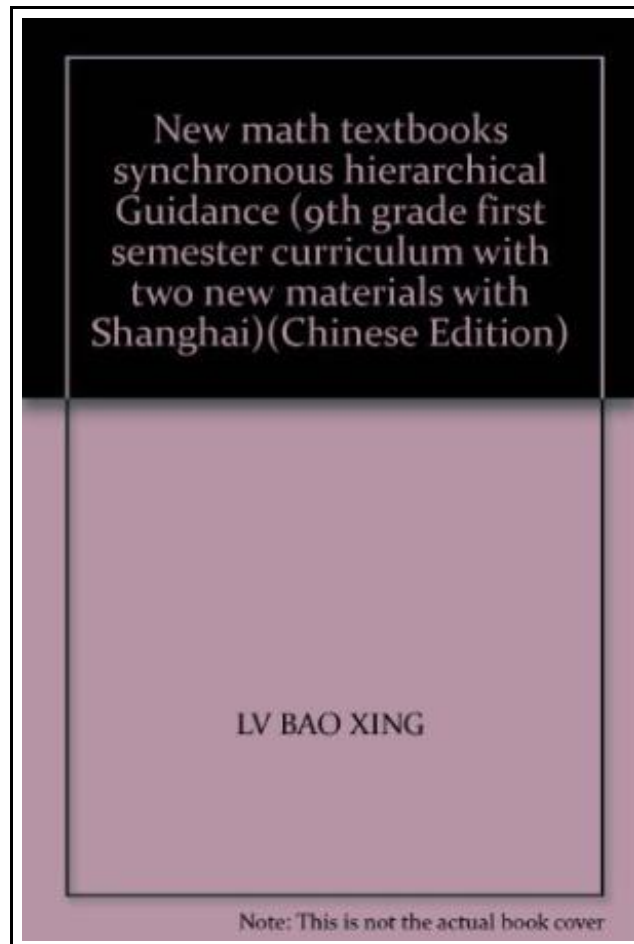 New math textbooks
synchronous hierarchical
Guidance (9th grade first
semester curriculum with
two new materials with
Shanghai)(Chinese Edition)
LV BAO XING
Note: This is not the actual book cover